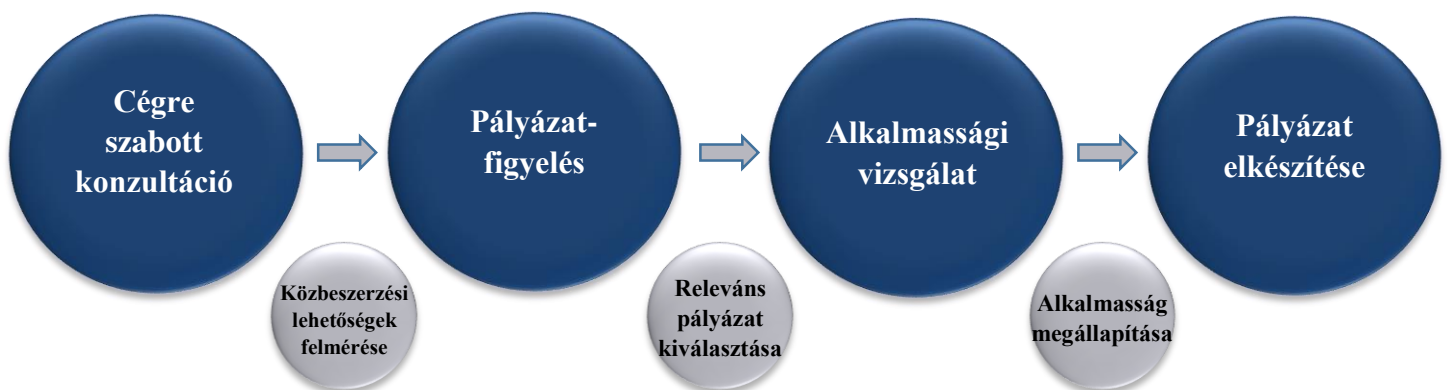 Cégre
szabott
konzultáció
Pályázat-
figyelés
Alkalmassági
vizsgálat
Pályázat
elkészítése
Közbeszerzési
lehetőségek
felmérése
Releváns
pályázat
kiválasztása
Alkalmasság
megállapítása